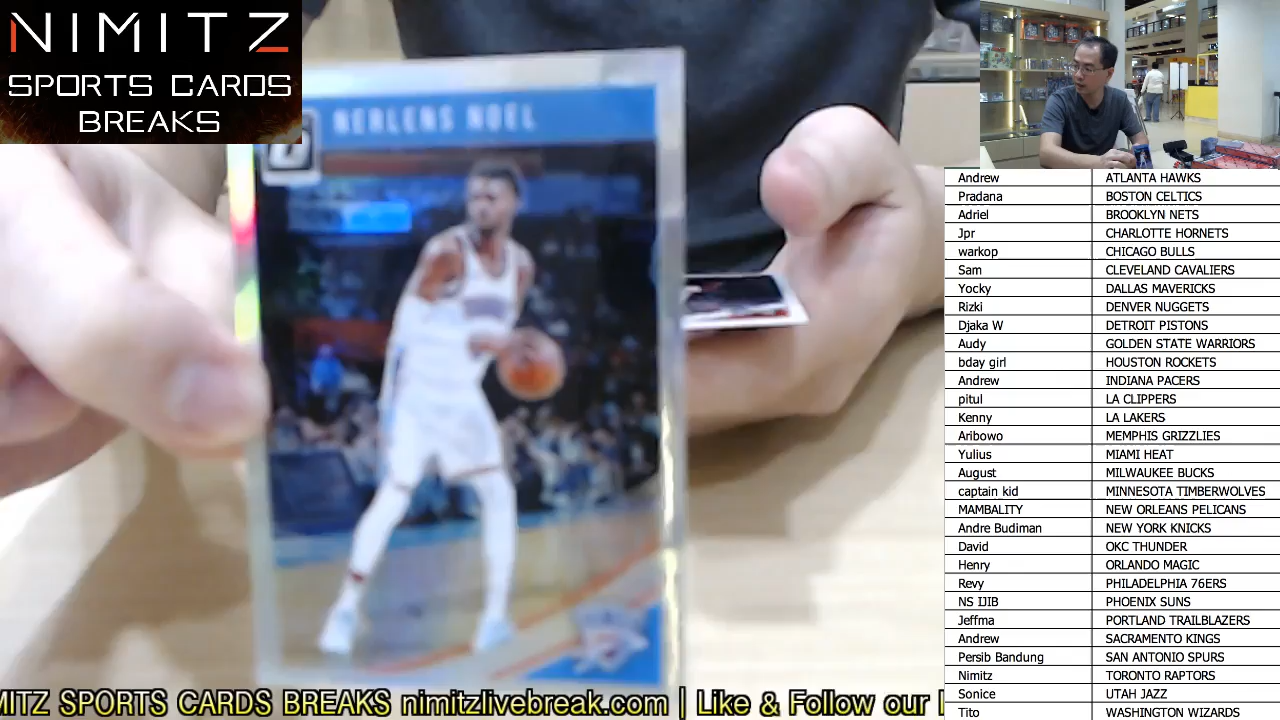 NIMITZ
SPORTS CARDS
BREAKS
NERLENS NOEL
Andrew ATLANTA HAWKS
Pradana BOSTON CELTICS
Adriel BROOKLYN NETS
Jpr CHARLOTTE HORNETS
warkop CHICAGO BULLS
Sam CLEVELAND CAVALIERS
Yocky DALLAS MAVERICKS
Rizki DENVER NUGGETS
Djaka W DETROIT PISTONS
Audy GOLDEN STATE WARRIORS
bday girl HOUSTON ROCKETS
Andrew INDIANA PACERS
pitul LA CLIPPERS
Kenny LA LAKERS
Aribowo MEMPHIS GRIZZLIES
Yulius MIAMI HEAT
August MILWAUKEE BUCKS
captain kid MINNESOTA TIMBERWOLVES
MAMBALITY NEW ORLEANS PELICANS
Andre Budiman NEW YORK KNICKS
David OKC THUNDER
Henry ORLANDO MAGIC
Revy PHILADELPHIA 76ERS
NS IJIB PHOENIX SUNS
Jeffma PORTLAND TRAILBLAZERS
Andrew SACRAMENTO KINGS
Persib Bandung SAN ANTONIO SPURS
Nimitz TORONTO RAPTORS
Sonice UTAH JAZZ
Tito WASHINGTON WIZARDS
MITZ SPORTS CARDS BREAKS nimitzlivebreak.com | Like & Follow our